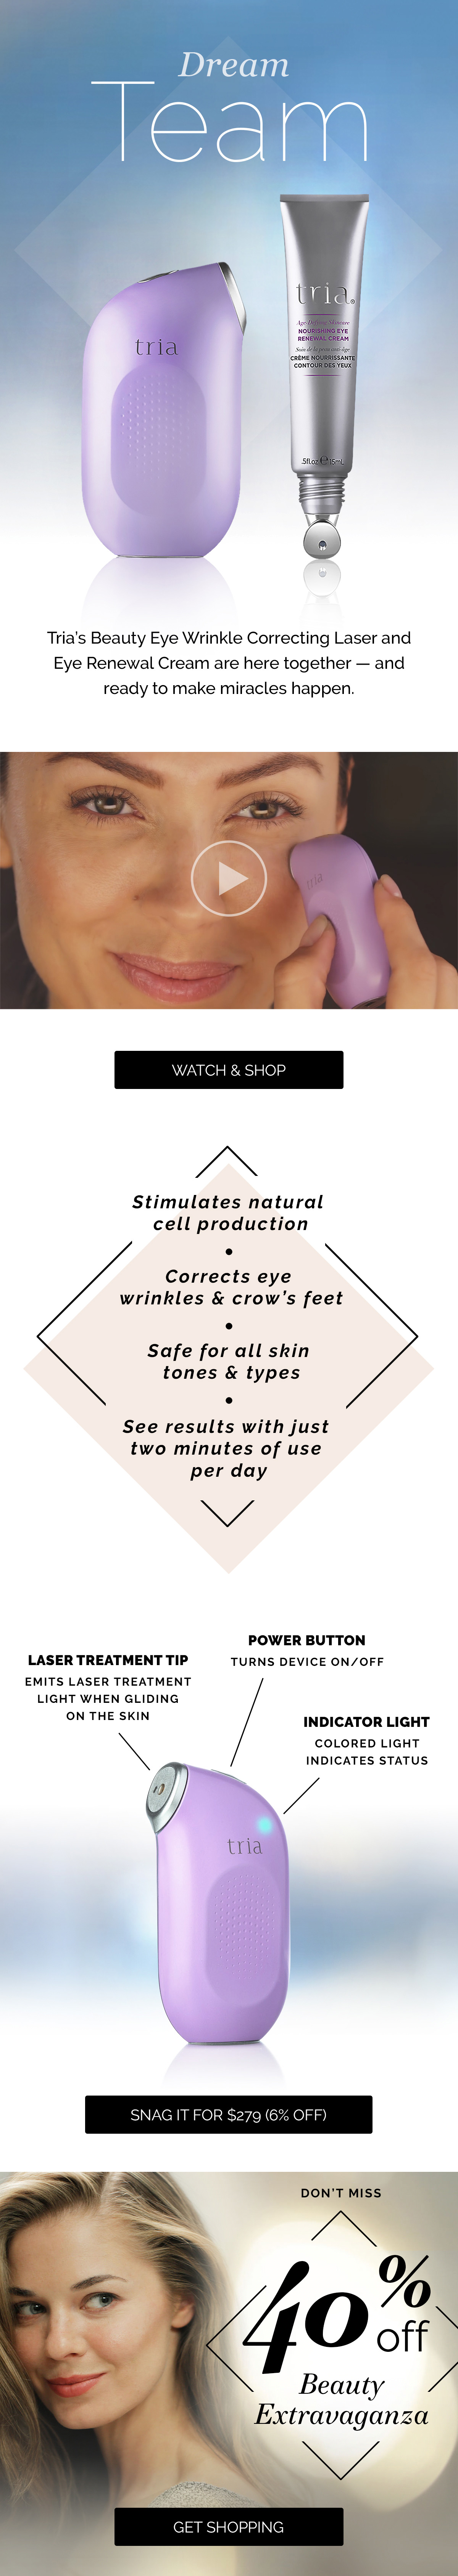 Dream
Team
tria
tria
Age-Defying Skincare
NOURISHING EYE
RENEWAL CREAM
Soin de la peau anti-âge
CRÈME NOURRISSANTE
CONTOUR DES YEUX
.5fl.oz. 15mL
Tria’s Beauty Eye Wrinkle Correcting Laser and
Eye Renewal Cream are here together — and
ready to make miracles happen.
tria
WATCH & SHOP
Stimulates natural
cell production
Corrects eye
wrinkles & crow’s feet
Safe for all skin
tones & types
See results with just
two minutes of use
per day
POWER BUTTON
TURNS DEVICE ON/OFF
LASER TREATMENT TIP
EMITS LASER TREATMENT
LIGHT WHEN GLIDING
ON THE SKIN
INDICATOR LIGHT
COLORED LIGHT
INDICATES STATUS
tria
SNAG IT FOR $279 (6% OFF)
DON’T MISS
40%
off
Beauty
Extravaganza
GET SHOPPING